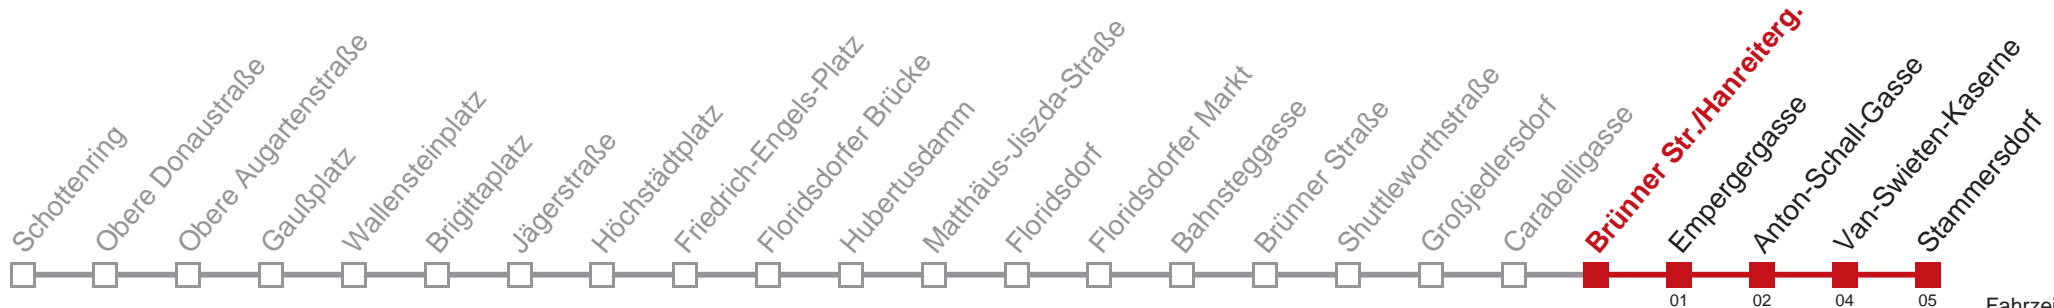 Schottenring
Obere Donaustraße
Obere Augartenstraße
Gaußplatz
Wallensteinplatz
Brigittaplatz
Jägerstraße
Höchstädtplatz
Friedrich-Engels-Platz
Floridsdorfer Brücke
Hubertusdamm
Matthäus-Jiszda-Straße
Floridsdorf
Floridsdorfer Markt
Bahnsteggasse
Brünner Straße
Shuttleworthstraße
Großjedlersdorf
Carabelligasse
Brünner Str./Hanreiterg.
Empergergasse
Anton-Schall-Gasse
Van-Swieten-Kaserne
Stammersdorf
01 02 04 05